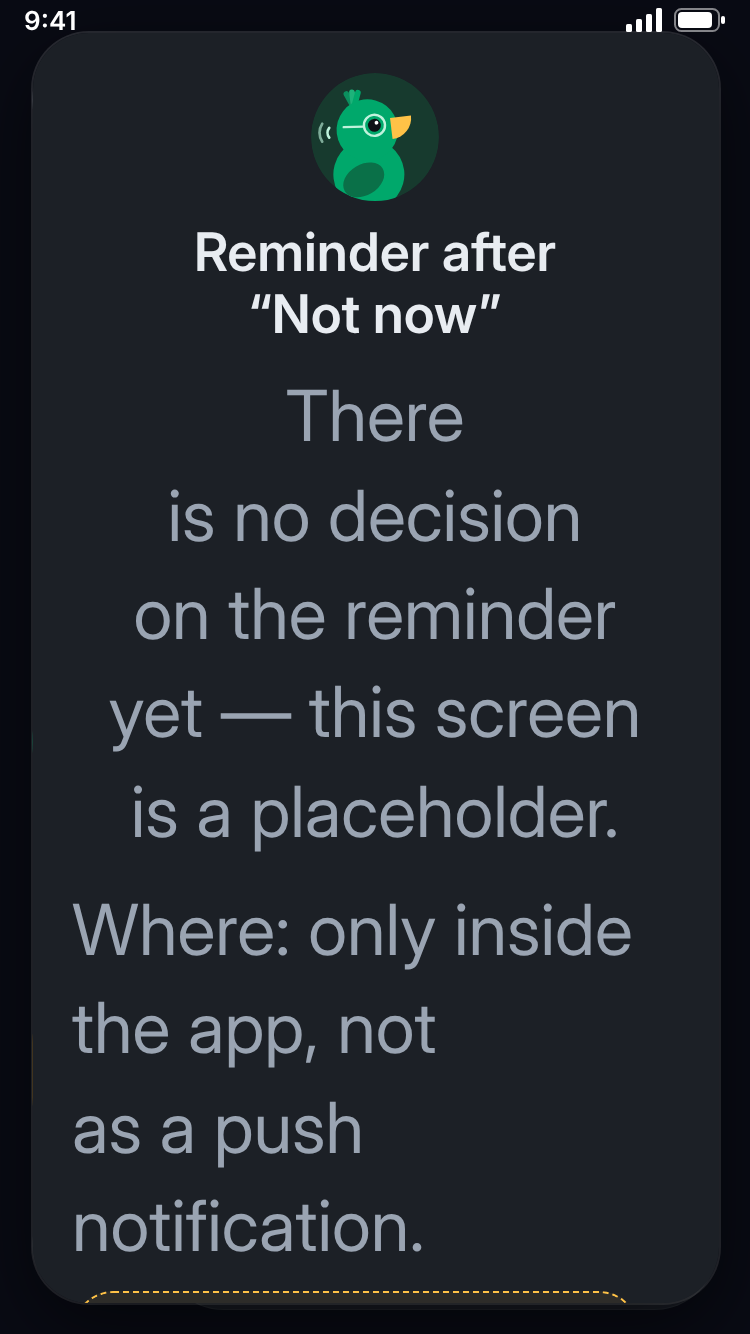 9:41
Reminder after
“Not now”
There
is no decision
on the reminder
yet — this screen
is a placeholder.
Where: only inside
the app, not
as a push
notification.